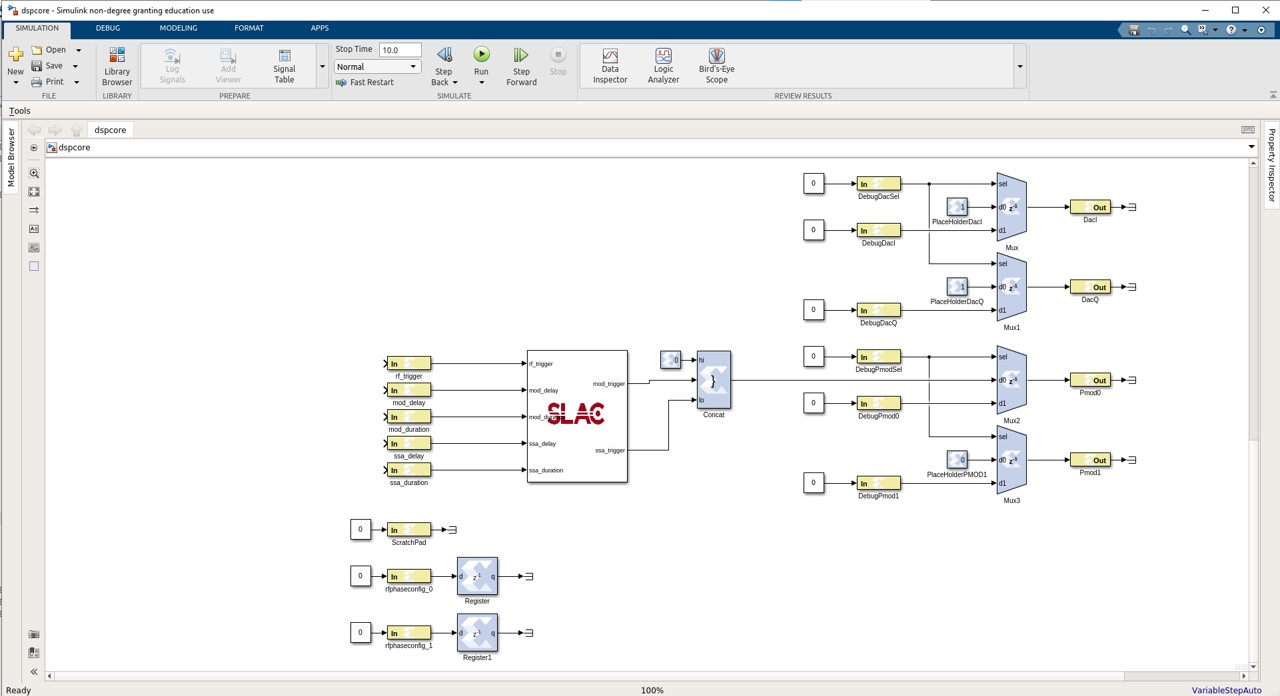 dspcore - Simulink non-degree granting education use
SIMULATION DEBUG MODELING FORMAT APPS
New
Open
Save
Print
FILE
Library Browser
LIBRARY
Log Signals
Add Viewer
Signal Table
PREPARE
Stop Time 10.0
Normal
Fast Restart
Step Back
Run
Step Forward
Stop
SIMULATE
Data Inspector
Logic Analyzer
Bird's-Eye Scope
REVIEW RESULTS
Tools
Model Browser
dspcore
dspcore
Property Inspector
0 In DebugDacSel
1 PlaceHolderDacI
0 In DebugDacI
sel
d0 z-1
d1
Mux
Out DacI
1 PlaceHolderDacQ
0 In DebugDacQ
sel
d0 z-1
d1
Mux1
Out DacQ
In rf_trigger
In mod_delay
In mod_duration
In ssa_delay
In ssa_duration
rf_trigger
mod_delay
SLAC
ssa_delay
ssa_duration
mod_trigger
ssa_trigger
0
hi
}
lo
Concat
0 In DebugPmodSel
0 In DebugPmod0
sel
d0 z-1
d1
Mux2
Out Pmod0
0 PlaceHolderPMOD1
0 In DebugPmod1
sel
d0 z-1
d1
Mux3
Out Pmod1
0 In ScratchPad
0 In rfphaseconfig_0
d z-1 q
Register
0 In rfphaseconfig_1
d z-1 q
Register1
Ready
100%
VariableStepAuto